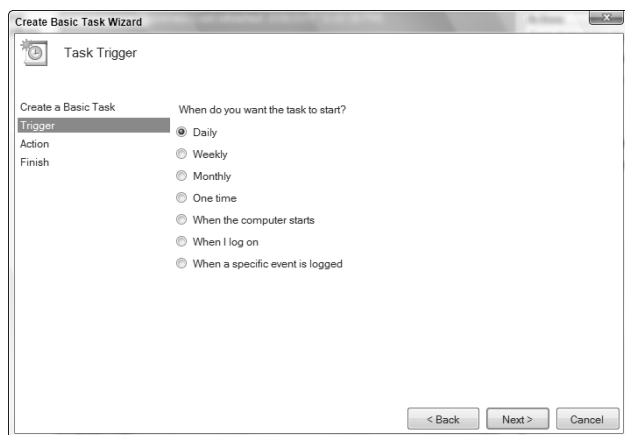 Create Basic Task Wizard
Task Trigger
Create a Basic Task
Trigger
Action
Finish
When do you want the task to start?
Daily
Weekly
Monthly
One time
When the computer starts
When I log on
When a specific event is logged
< Back
Next >
Cancel